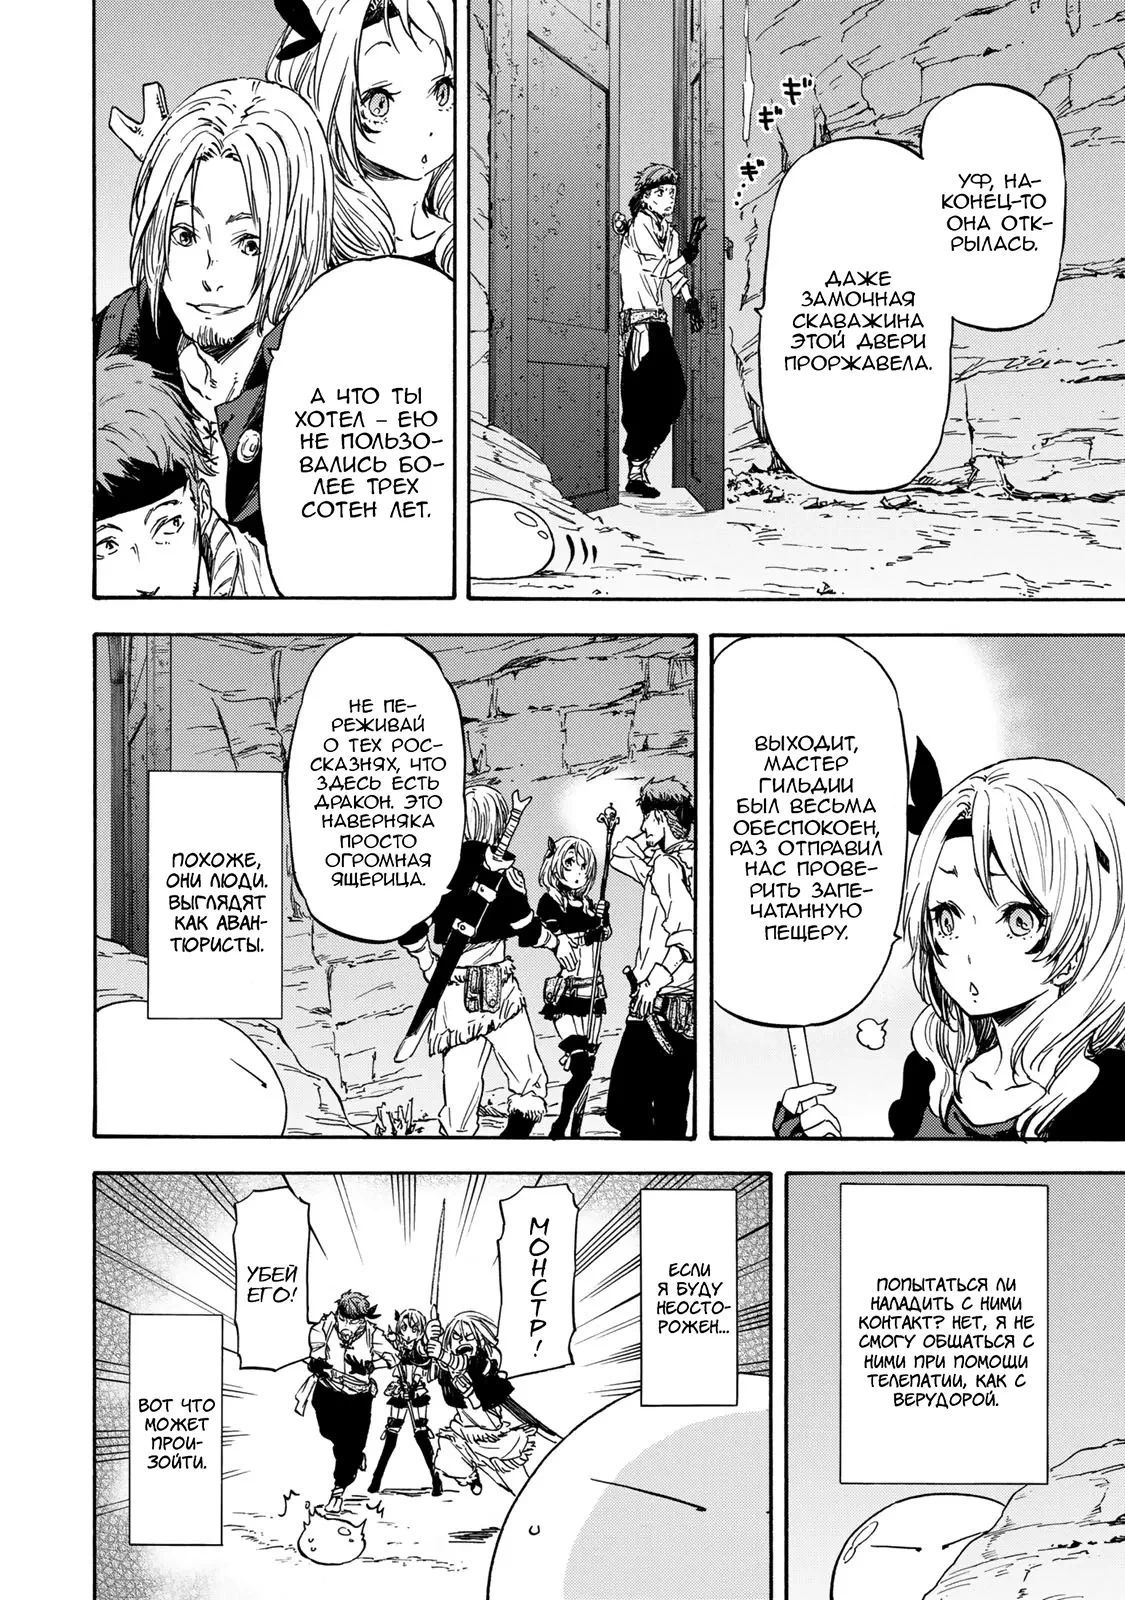 УФ, НА-
КОНЕЦ-ТО
ОНА ОТК-
РЫЛАСЬ.
ДАЖЕ
ЗАМОЧНАЯ
СКАВАЖИНА
ЭТОЙ ДВЕРИ
ПРОРЖАВЕЛА.
ギ
ギ
ギ
А ЧТО ТЫ
ХОТЕЛ – ЕЮ
НЕ ПОЛЬЗО-
ВАЛИСЬ БО-
ЛЕЕ ТРЕХ
СОТЕН ЛЕТ.
ВЫХОДИТ,
МАСТЕР
ГИЛЬДИИ
БЫЛ ВЕСЬМА
ОБЕСПОКОЕН,
РАЗ ОТПРАВИЛ
НАС ПРОВЕ-
РИТЬ ЗАПЕ-
ЧАТАННУЮ
ПЕЩЕРУ.
НЕ ПЕ-
РЕЖИВАЙ
О ТЕХ РОС-
СКАЗНЯХ, ЧТО
ЗДЕСЬ ЕСТЬ
ДРАКОН. ЭТО
НАВЕРНЯКА
ПРОСТО
ОГРОМНАЯ
ЯЩЕРИЦА.
ПОХОЖЕ,
ОНИ ЛЮДИ.
ВЫГЛЯДЯТ
КАК АВАН-
ТЮРИСТЫ.
ПОПЫТАТЬСЯ ЛИ
НАЛАДИТЬ С НИМИ
КОНТАКТ? НЕТ, Я НЕ
СМОГУ ОБЩАТЬСЯ С
НИМИ ПРИ ПОМОЩИ
ТЕЛЕПАТИИ, КАК С
ВЕРУДОРОЙ.
ЕСЛИ
Я БУДУ
НЕОСТО-
РОЖЕН...
МОНСТР!
УБЕЙ
ЕГО!
ВОТ ЧТО
МОЖЕТ
ПРОИ-
ЗОЙТИ.